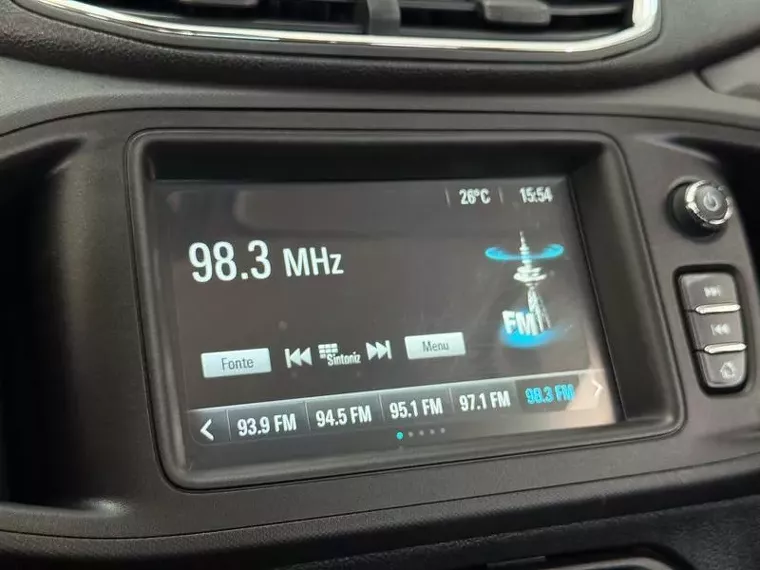 26°C 15:54
98.3 MHz
FM
Fonte Sintoniz Menu
93.9 FM 94.5 FM 95.1 FM 97.1 FM 98.3 FM